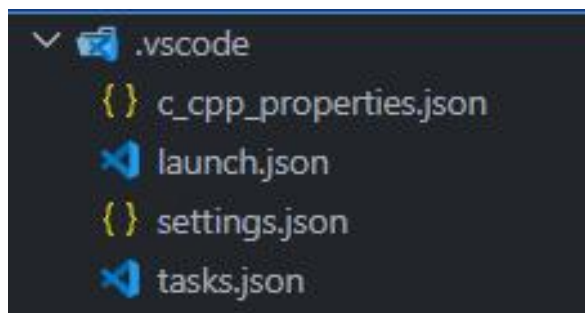 .vscode
{} c_cpp_properties.json
launch.json
{} settings.json
tasks.json